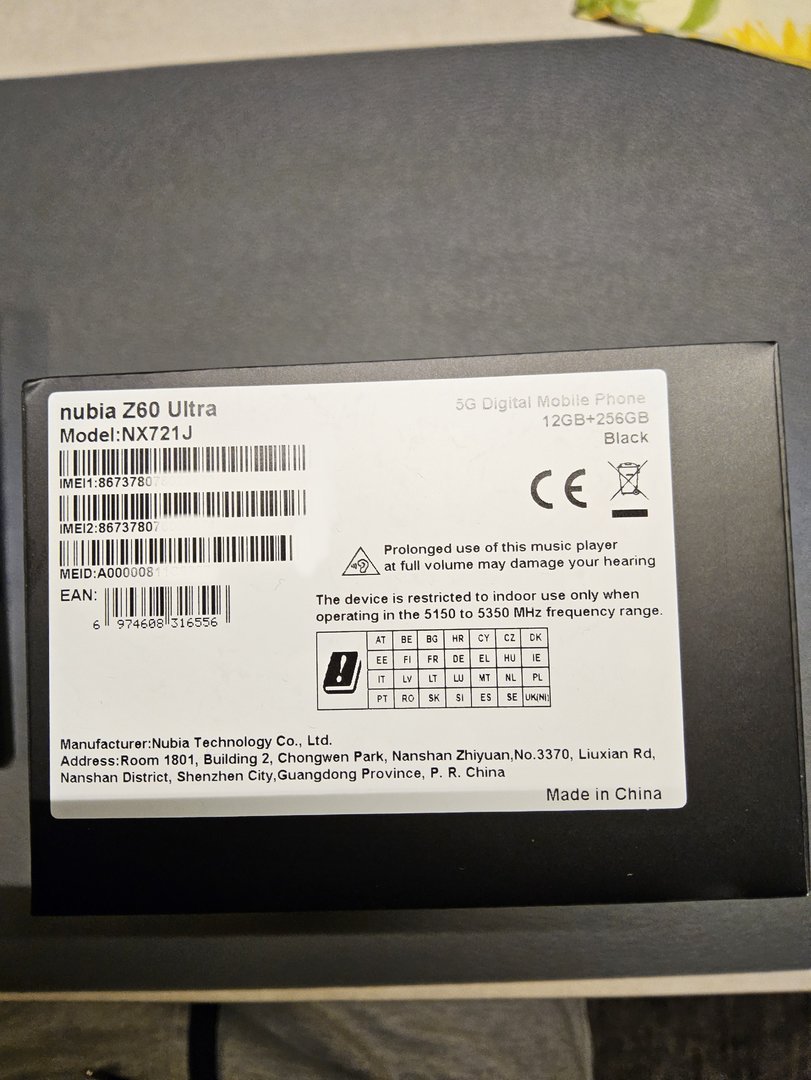 nubia Z60 Ultra
Model:NX721J
5G Digital Mobile Phone
12GB+256GB
Black
IMEI1:8673780
IMEI2:8673780
MEID:A0000081
EAN:
6 974608 316556
CE
Prolonged use of this music player
at full volume may damage your hearing
The device is restricted to indoor use only when
operating in the 5150 to 5350 MHz frequency range.
AT BE BG HR CY CZ DK
EE FI FR DE EL HU IE
IT LV LT LU MT NL PL
PT RO SK SI ES SE UK(NI)
Manufacturer:Nubia Technology Co., Ltd.
Address:Room 1801, Building 2, Chongwen Park, Nanshan Zhiyuan,No.3370, Liuxian Rd,
Nanshan District, Shenzhen City,Guangdong Province, P. R. China
Made in China